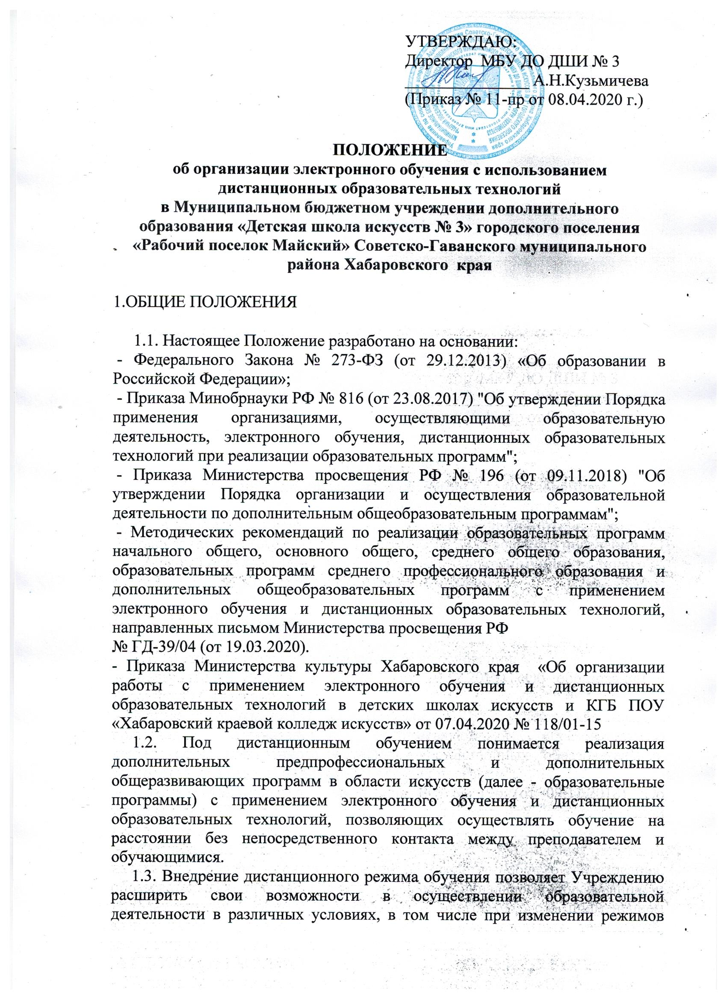 УТВЕРЖДАЮ:
Директор МБУ ДО ДШИ № 3
А.Н.Кузьмичева
(Приказ № 11-пр от 08.04.2020 г.)
ПОЛОЖЕНИЕ
об организации электронного обучения с использованием
дистанционных образовательных технологий
в Муниципальном бюджетном учреждении дополнительного
образования «Детская школа искусств № 3» городского поселения
«Рабочий поселок Майский» Советско-Гаванского муниципального
района Хабаровского края
1.ОБЩИЕ ПОЛОЖЕНИЯ
1.1. Настоящее Положение разработано на основании:
- Федерального Закона № 273-ФЗ (от 29.12.2013) «Об образовании в
Российской Федерации»;
- Приказа Минобрнауки РФ № 816 (от 23.08.2017) "Об утверждении Порядка
применения организациями, осуществляющими образовательную
деятельность, электронного обучения, дистанционных образовательных
технологий при реализации образовательных программ";
- Приказа Министерства просвещения РФ № 196 (от 09.11.2018) "Об
утверждении Порядка организации и осуществления образовательной
деятельности по дополнительным общеобразовательным программам";
- Методических рекомендаций по реализации образовательных программ
начального общего, основного общего, среднего общего образования,
образовательных программ среднего профессионального образования и
дополнительных общеобразовательных программ с применением
электронного обучения и дистанционных образовательных технологий,
направленных письмом Министерства просвещения РФ
№ ГД-39/04 (от 19.03.2020).
- Приказа Министерства культуры Хабаровского края «Об организации
работы с применением электронного обучения и дистанционных
образовательных технологий в детских школах искусств и КГБ ПОУ
«Хабаровский краевой колледж искусств» от 07.04.2020 № 118/01-15
1.2. Под дистанционным обучением понимается реализация
дополнительных предпрофессиональных и дополнительных
общеразвивающих программ в области искусств (далее - образовательные
программы) с применением электронного обучения и дистанционных
образовательных технологий, позволяющих осуществлять обучение на
расстоянии без непосредственного контакта между преподавателем и
обучающимися.
1.3. Внедрение дистанционного режима обучения позволяет Учреждению
расширить свои возможности в осуществлении образовательной
деятельности в различных условиях, в том числе при изменении режимов